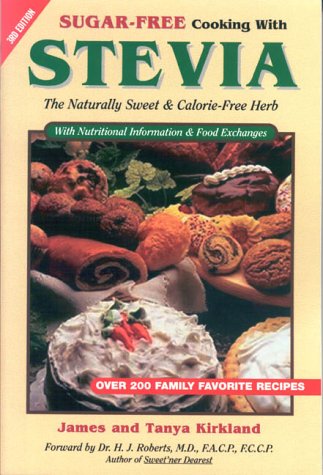 3RD EDITION
SUGAR-FREE Cooking With
STEVIA
The Naturally Sweet & Calorie-Free Herb
With Nutritional Information & Food Exchanges
OVER 200 FAMILY FAVORITE RECIPES
James and Tanya Kirkland
Forward by Dr. H. J. Roberts, M.D., F.A.C.P., F.C.C.P.
Author of Sweet'ner Dearest